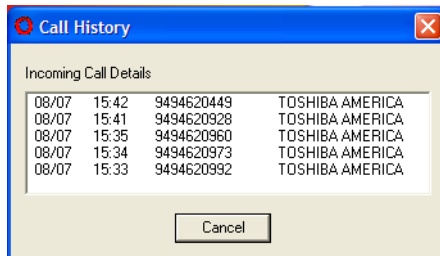 Call History
Incoming Call Details
08/07 15:42 9494620449 TOSHIBA AMERICA
08/07 15:41 9494620928 TOSHIBA AMERICA
08/07 15:35 9494620960 TOSHIBA AMERICA
08/07 15:34 9494620973 TOSHIBA AMERICA
08/07 15:33 9494620992 TOSHIBA AMERICA
Cancel